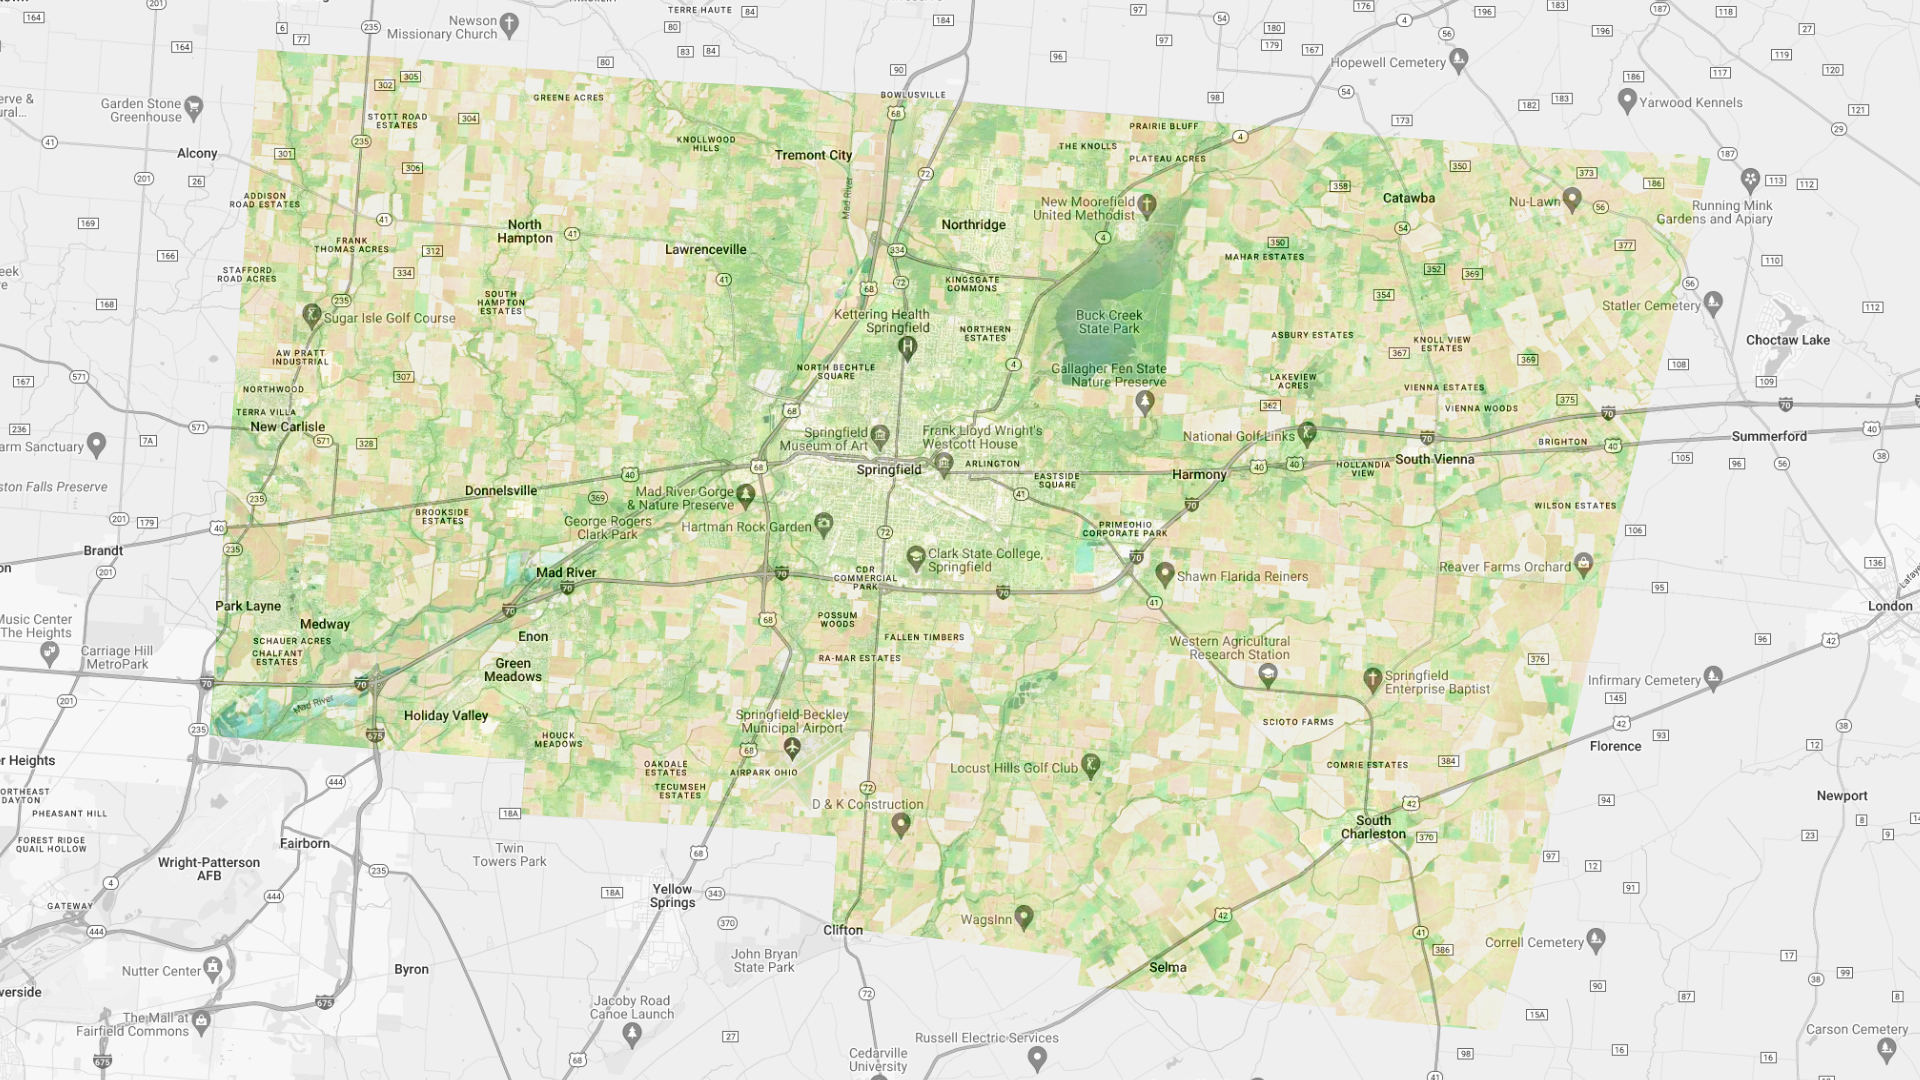 TERRE HAUTE
Newson
Missionary Church
Hopewell Cemetery
Garden Stone
Greenhouse
GREENE ACRES
BOWLUSVILLE
Yarwood Kennels
STOTT ROAD
ESTATES
KNOLLWOOD
HILLS
Tremont City
PRAIRIE BLUFF
THE KNOLLS
PLATEAU ACRES
Alcony
ADDISON
ROAD ESTATES
Mad River
New Moorefield
United Methodist
Catawba
Nu-Lawn
Running Mink
Gardens and Apiary
North
Hampton
Northridge
FRANK
THOMAS ACRES
Lawrenceville
MAHAR ESTATES
STAFFORD
ROAD ACRES
SOUTH
HAMPTON
ESTATES
KINGSGATE
COMMONS
Statler Cemetery
Sugar Isle Golf Course
Kettering Health
Springfield
NORTHERN
ESTATES
Buck Creek
State Park
ASBURY ESTATES
KNOLL VIEW
ESTATES
Choctaw Lake
AW PRATT
INDUSTRIAL
NORTH BECHTLE
SQUARE
Gallagher Fen State
Nature Preserve
LAKEVIEW
ACRES
NORTHWOOD
VIENNA ESTATES
VIENNA WOODS
TERRA VILLA
New Carlisle
Springfield
Museum of Art
Frank Lloyd Wright's
Westcott House
National Golf Links
Summerford
arm Sanctuary
BRIGHTON
Springfield
ARLINGTON
EASTSIDE
SQUARE
Harmony
HOLLANDIA
VIEW
South Vienna
ston Falls Preserve
Donnelsville
Mad River Gorge
& Nature Preserve
BROOKSIDE
ESTATES
George Rogers
Clark Park
Hartman Rock Garden
PRIMEOHIO
CORPORATE PARK
WILSON ESTATES
Brandt
Mad River
Clark State College,
Springfield
CDR
COMMERCIAL
PARK
Shawn Flarida Reiners
Reaver Farms Orchard
Park Layne
Medway
London
Music Center
The Heights
SCHAUER ACRES
CHALFANT
ESTATES
Carriage Hill
MetroPark
Enon
POSSUM
WOODS
FALLEN TIMBERS
RA-MAR ESTATES
Green
Meadows
Western Agricultural
Research Station
Springfield
Enterprise Baptist
Infirmary Cemetery
Mad River
Holiday Valley
HOUCK
MEADOWS
Springfield-Beckley
Municipal Airport
SCIOTO FARMS
Florence
r Heights
OAKDALE
ESTATES
AIRPARK OHIO
TECUMSEH
ESTATES
Locust Hills Golf Club
COMRIE ESTATES
ORTHEAST
DAYTON
PHEASANT HILL
Newport
D & K Construction
South
Charleston
FOREST RIDGE
QUAIL HOLLOW
Fairborn
Twin
Towers Park
Wright-Patterson
AFB
GATEWAY
Yellow
Springs
WagsInn
Clifton
Correll Cemetery
Nutter Center
Byron
John Bryan
State Park
Selma
verside
Jacoby Road
Canoe Launch
The Mall at
Fairfield Commons
Russell Electric Services
Cedarville
University
Carson Cemetery